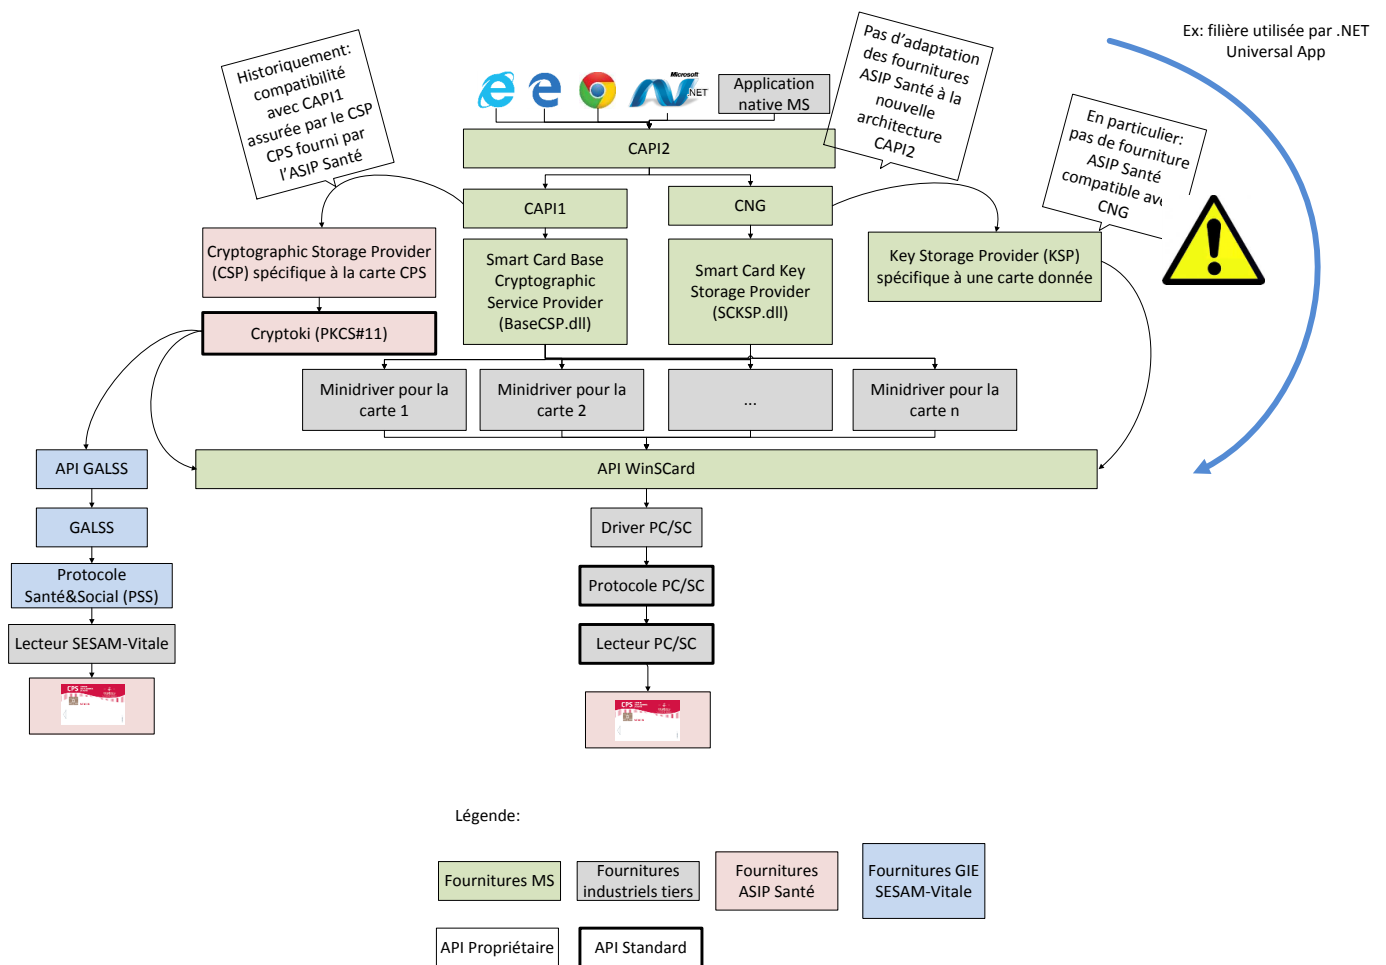 Ex: filière utilisée par .NET
Universal App
Historiquement:
compatibilité
avec CAPI1
assurée par le CSP
CPS fourni par
l'ASIP Santé
Microsoft
.NET
Application
native MS
Pas d'adaptation
des fournitures
ASIP Santé à la
nouvelle
architecture
CAPI2
En particulier:
pas de fourniture
ASIP Santé
compatible
CNG
CAPI2
CAPI1
CNG
Cryptographic Storage Provider
(CSP) spécifique à la carte CPS
Smart Card Base
Cryptographic
Service Provider
(BaseCSP.dll)
Smart Card Key
Storage Provider
(SCKSP.dll)
Key Storage Provider (KSP)
spécifique à une carte donnée
Cryptoki (PKCS#11)
Minidriver pour la
carte 1
Minidriver pour la
carte 2
...
Minidriver pour la
carte n
API GALSS
API WinSCard
GALSS
Driver PC/SC
Protocole
Santé&Social (PSS)
Protocole PC/SC
Lecteur SESAM-Vitale
Lecteur PC/SC
CPS
CPS
Légende:
Fournitures MS
Fournitures
industriels tiers
Fournitures
ASIP Santé
Fournitures GIE
SESAM-Vitale
API Propriétaire
API Standard